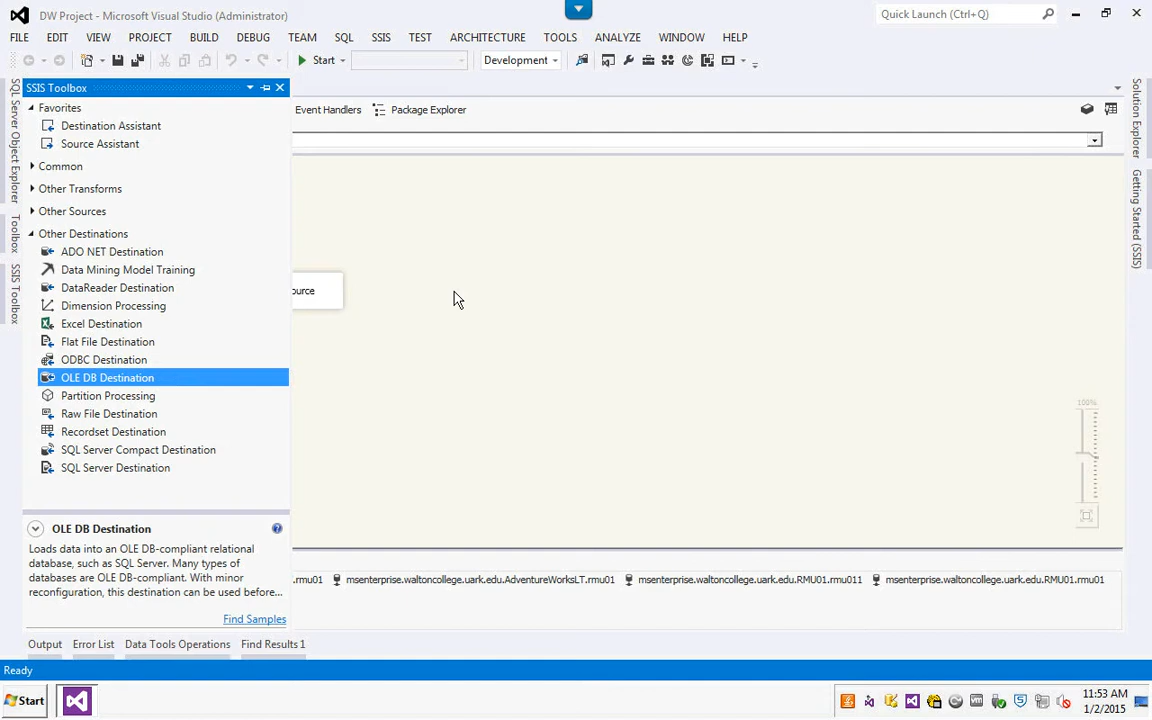 DW Project - Microsoft Visual Studio (Administrator)
Quick Launch (Ctrl+Q)
FILE EDIT VIEW PROJECT BUILD DEBUG TEAM SQL SSIS TEST ARCHITECTURE TOOLS ANALYZE WINDOW HELP
Start
Development
SSIS Toolbox
SQL Server Object Explorer
Toolbox
SSIS Toolbox
Favorites
Destination Assistant
Source Assistant
Common
Other Transforms
Other Sources
Other Destinations
ADO NET Destination
Data Mining Model Training
DataReader Destination
Dimension Processing
Excel Destination
Flat File Destination
ODBC Destination
OLE DB Destination
Partition Processing
Raw File Destination
Recordset Destination
SQL Server Compact Destination
SQL Server Destination
OLE DB Destination
Loads data into an OLE DB-compliant relational
database, such as SQL Server. Many types of
databases are OLE DB-compliant. With minor
reconfiguration, this destination can be used before...
Find Samples
Event Handlers
Package Explorer
ource
100%
Solution Explorer
Getting Started (SSIS)
.rmu01
msenterprise.waltoncollege.uark.edu.AdventureWorksLT.rmu01
msenterprise.waltoncollege.uark.edu.RMU01.rmu011
msenterprise.waltoncollege.uark.edu.RMU01.rmu01
Output Error List Data Tools Operations Find Results 1
Ready
Start
11:53 AM
1/2/2015